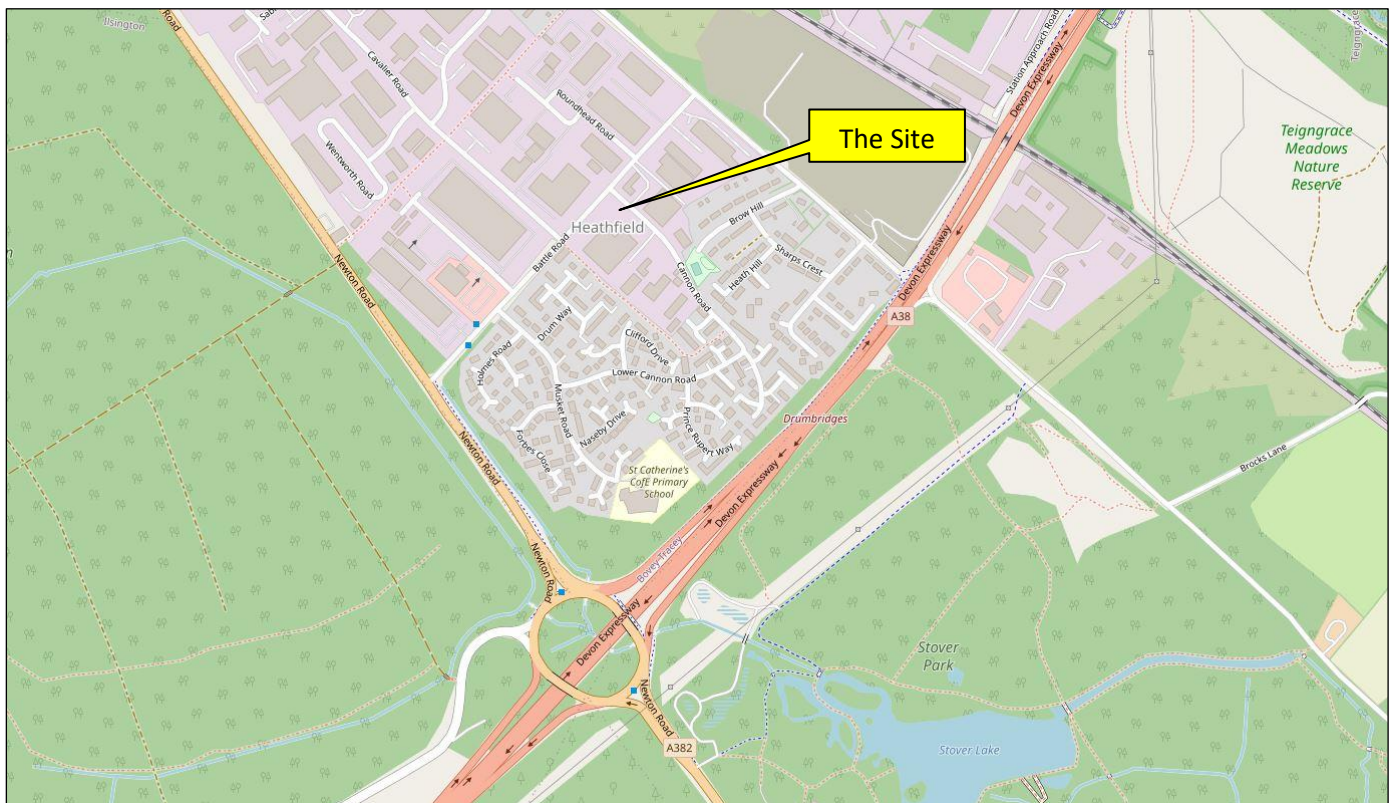 Ilsington
Road
Cavalier Road
Roundhead Road
Wentworth Road
Station Approach Road
Devon Expressway
Devon Expressway
Teigngrace
Teigngrace
Meadows
Nature
Reserve
The Site
Heathfield
Battle Road
Brow Hill
Sharps Crest
Heath Hill
Cannon Road
Newton Road
Devon Expressway
A38
Drum Way
Clifford Drive
Holmes Road
Lower Cannon Road
Musket Road
Naseby Drive
Prince Rupert Way
Forbes Close
Drumbridges
Newton Road
St Catherine's
CofE Primary
School
Devon Expressway
Brocks Lane
Bovey Tracey
Newton Road
Devon Expressway
Newton Road
Stover
Park
A382
Stover Lake